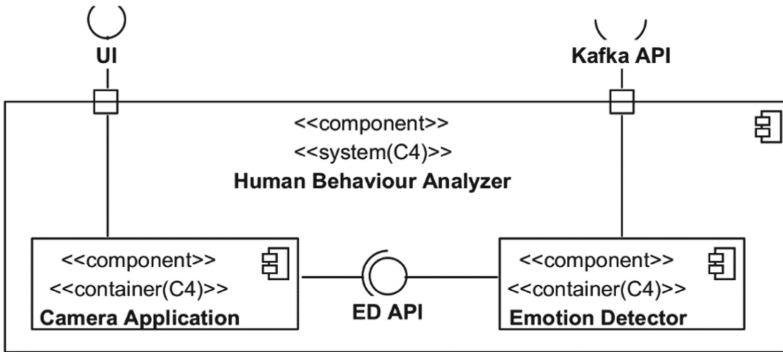 UI
Kafka API
<<component>>
<<system(C4)>>
Human Behaviour Analyzer
<<component>>
<<container(C4)>>
Camera Application
ED API
<<component>>
<<container(C4)>>
Emotion Detector